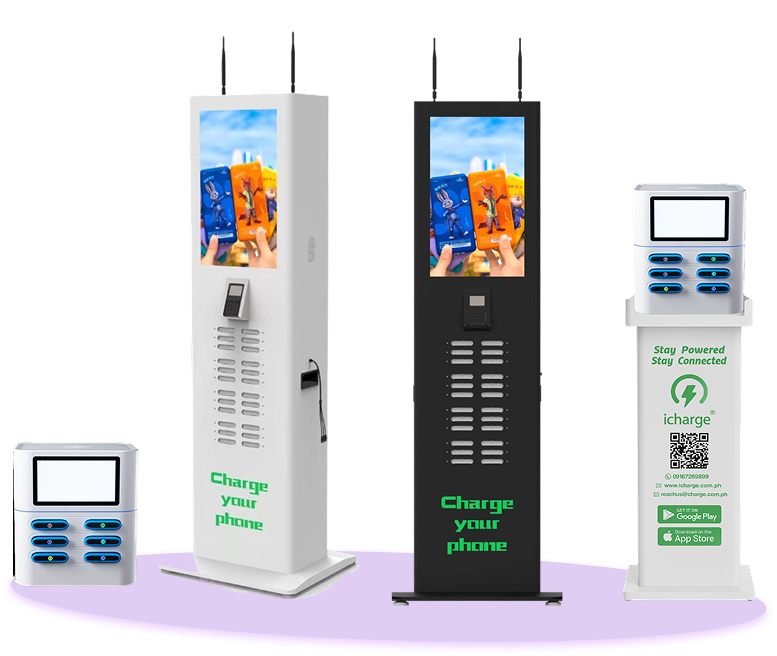 Charge
your
phone
Charge
your
phone
Stay Powered
Stay Connected
icharge®
09167269899
www.icharge.com.ph
reachus@icharge.com.ph
GET IT ON
Google Play
Download on the
App Store